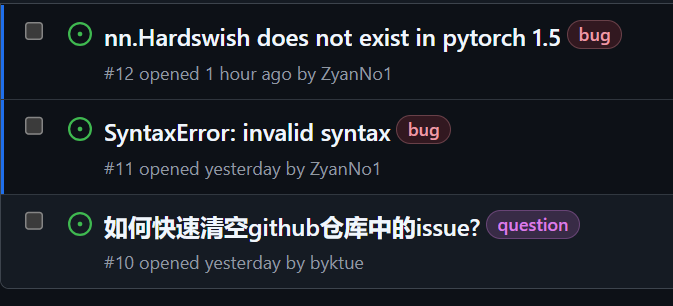 nn.Hardswish does not exist in pytorch 1.5 bug
#12 opened 1 hour ago by ZyanNo1
SyntaxError: invalid syntax bug
#11 opened yesterday by ZyanNo1
如何快速清空github仓库中的issue? question
#10 opened yesterday by byktue